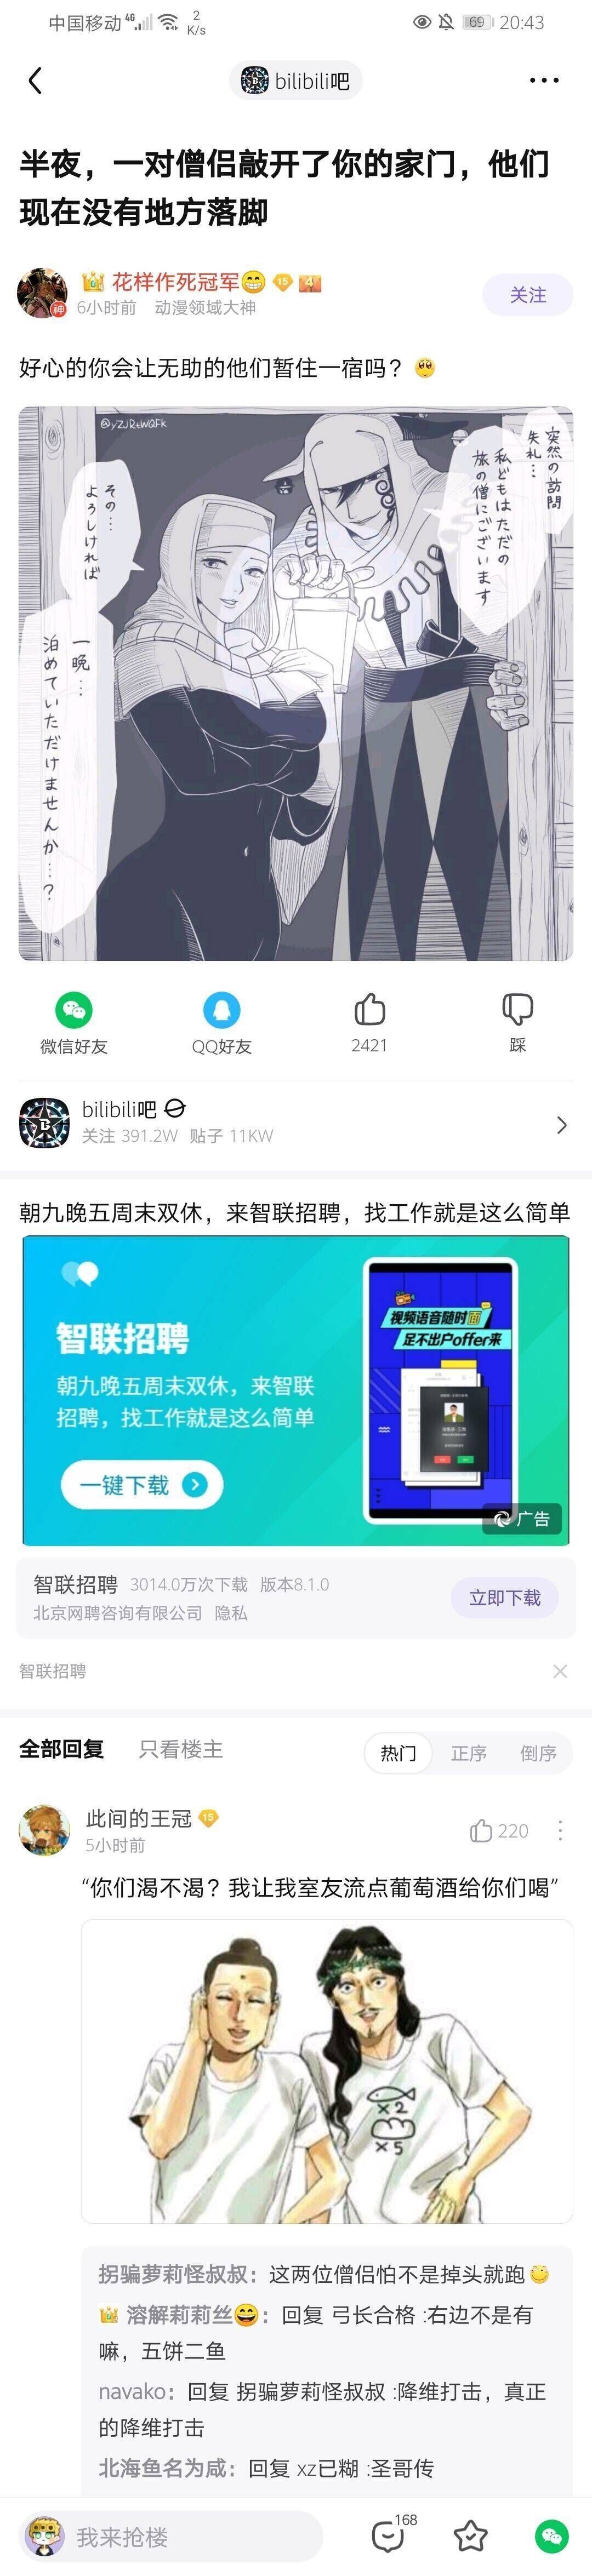 中国移动 4G 2 K/s 69 20:43
bilibili吧
半夜，一对僧侣敲开了你的家门，他们
现在没有地方落脚
花样作死冠军😁 15 4
神
6小时前 动漫领域大神
关注
好心的你会让无助的他们暂住一宿吗？🥺
@yZJRtWQFK
突然の訪問
失礼…
私どもはただの
旅の僧にございます
その…
よろしければ
一晩…
泊めていただけませんか…？
微信好友
QQ好友
2421
踩
bilibili吧
关注 391.2W 贴子 11KW
朝九晚五周末双休，来智联招聘，找工作就是这么简单
智联招聘
朝九晚五周末双休，来智联
招聘，找工作就是这么简单
一键下载
视频语音随时面
足不出户offer来
广告
智联招聘 3014.0万次下载 版本8.1.0
北京网聘咨询有限公司 隐私
立即下载
智联招聘
全部回复 只看楼主 热门 正序 倒序
此间的王冠 15
5小时前
220
“你们渴不渴？我让我室友流点葡萄酒给你们喝”
x2
x5
拐骗萝莉怪叔叔：这两位僧侣怕不是掉头就跑
溶解莉莉丝😄：回复 弓长合格 :右边不是有
嘛，五饼二鱼
navako：回复 拐骗萝莉怪叔叔 :降维打击，真正
的降维打击
北海鱼名为咸：回复 xz已糊 :圣哥传
我来抢楼
168